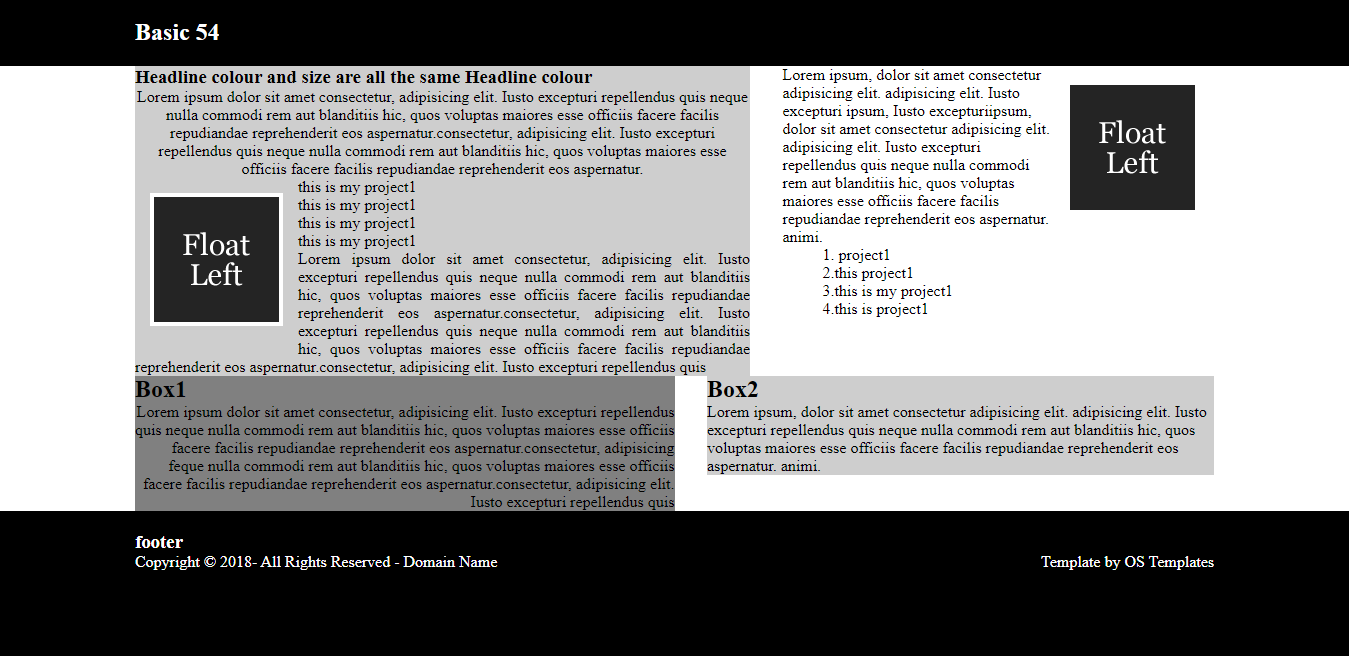 Basic 54
Headline colour and size are all the same Headline colour
Lorem ipsum dolor sit amet consectetur, adipisicing elit. Iusto excepturi repellendus quis neque
nulla commodi rem aut blanditiis hic, quos voluptas maiores esse officiis facere facilis
repudiandae reprehenderit eos aspernatur.consectetur, adipisicing elit. Iusto excepturi
repellendus quis neque nulla commodi rem aut blanditiis hic, quos voluptas maiores esse
officiis facere facilis repudiandae reprehenderit eos aspernatur.
Float
Left
this is my project1
this is my project1
this is my project1
this is my project1
Lorem ipsum dolor sit amet consectetur, adipisicing elit. Iusto
excepturi repellendus quis neque nulla commodi rem aut blanditiis
hic, quos voluptas maiores esse officiis facere facilis repudiandae
reprehenderit eos aspernatur.consectetur, adipisicing elit. Iusto
excepturi repellendus quis neque nulla commodi rem aut blanditiis
hic, quos voluptas maiores esse officiis facere facilis repudiandae
reprehenderit eos aspernatur.consectetur, adipisicing elit. Iusto excepturi repellendus quis
Lorem ipsum, dolor sit amet consectetur
adipisicing elit. adipisicing elit. Iusto
excepturi ipsum, Iusto excepturiipsum,
dolor sit amet consectetur adipisicing elit.
adipisicing elit. Iusto excepturi
repellendus quis neque nulla commodi
rem aut blanditiis hic, quos voluptas
maiores esse officiis facere facilis
repudiandae reprehenderit eos aspernatur.
animi.
Float
Left
1. project1
2.this project1
3.this is my project1
4.this is project1
Box1
Lorem ipsum dolor sit amet consectetur, adipisicing elit. Iusto excepturi repellendus
quis neque nulla commodi rem aut blanditiis hic, quos voluptas maiores esse officiis
facere facilis repudiandae reprehenderit eos aspernatur.consectetur, adipisicing
feque nulla commodi rem aut blanditiis hic, quos voluptas maiores esse officiis
facere facilis repudiandae reprehenderit eos aspernatur.consectetur, adipisicing elit.
Iusto excepturi repellendus quis
Box2
Lorem ipsum, dolor sit amet consectetur adipisicing elit. adipisicing elit. Iusto
excepturi repellendus quis neque nulla commodi rem aut blanditiis hic, quos
voluptas maiores esse officiis facere facilis repudiandae reprehenderit eos
aspernatur. animi.
footer
Copyright © 2018- All Rights Reserved - Domain Name
Template by OS Templates